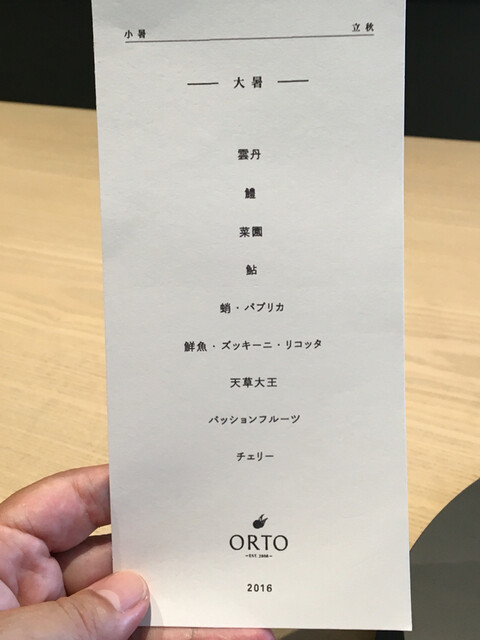 小暑 立秋
大暑
雲丹
鱧
菜園
鮎
蛸・パプリカ
鮮魚・ズッキーニ・リコッタ
天草大王
パッションフルーツ
チェリー
ORTO
EST. 2009
2016